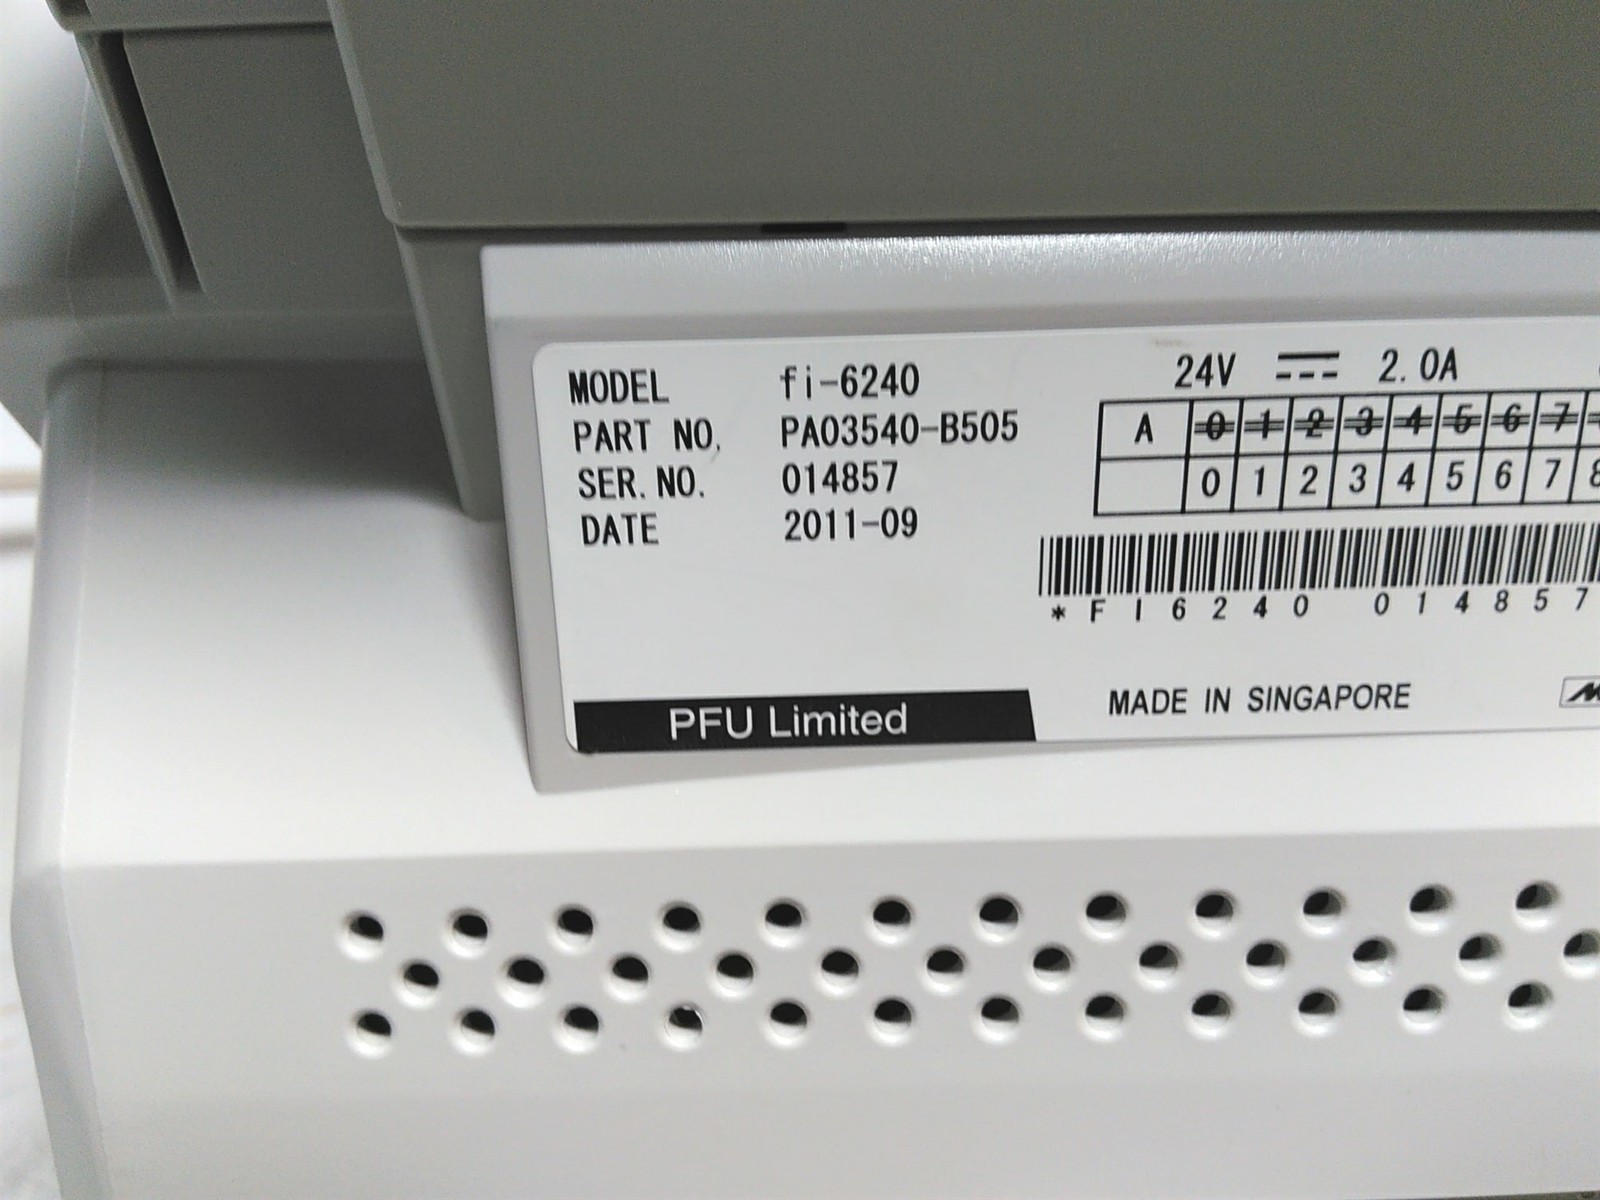 MODEL fi-6240
PART NO. PA03540-B505
SER. NO. 014857
DATE 2011-09
24V 2.0A
A 0 1 2 3 4 5 6 7
0 1 2 3 4 5 6 7 8
*FI6240 014857
PFU Limited
MADE IN SINGAPORE